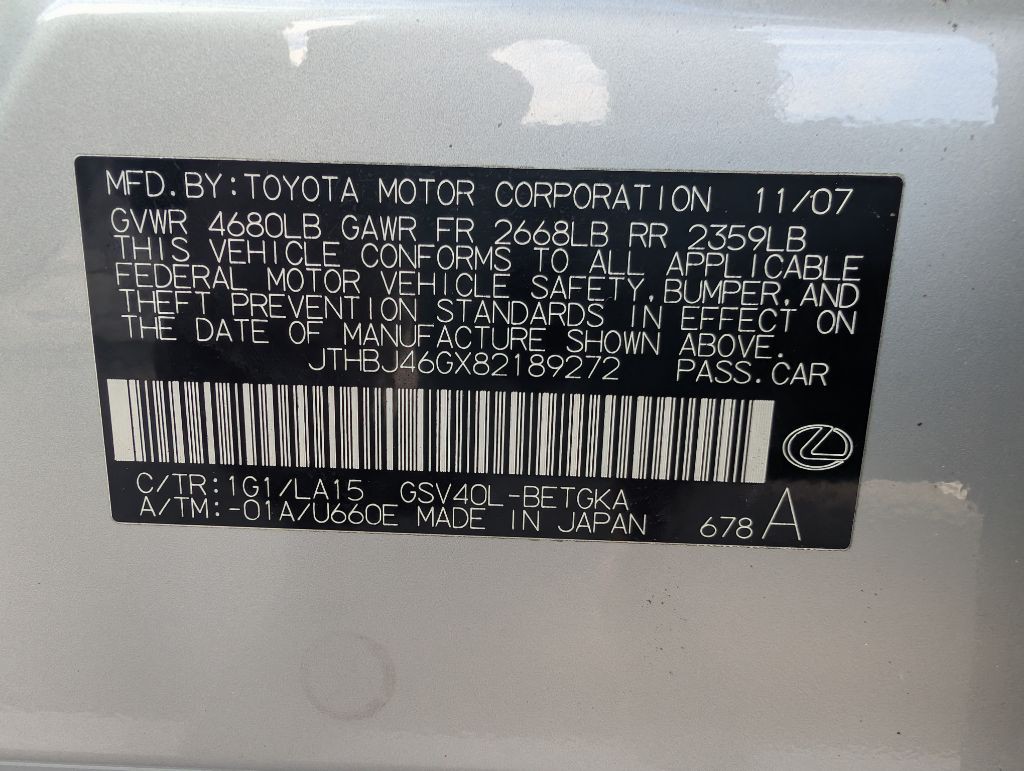 MFD.BY:TOYOTA MOTOR CORPORATION 11/07
GVWR 4680LB GAWR FR 2668LB RR 2359LB
THIS VEHICLE CONFORMS TO ALL APPLICABLE
FEDERAL MOTOR VEHICLE SAFETY,BUMPER,AND
THEFT PREVENTION STANDARDS IN EFFECT ON
THE DATE OF MANUFACTURE SHOWN ABOVE.
JTHBJ46GX82189272 PASS.CAR
C/TR:1G1/LA15 GSV40L-BETGKA
A/TM:-01A/U660E MADE IN JAPAN 678 A